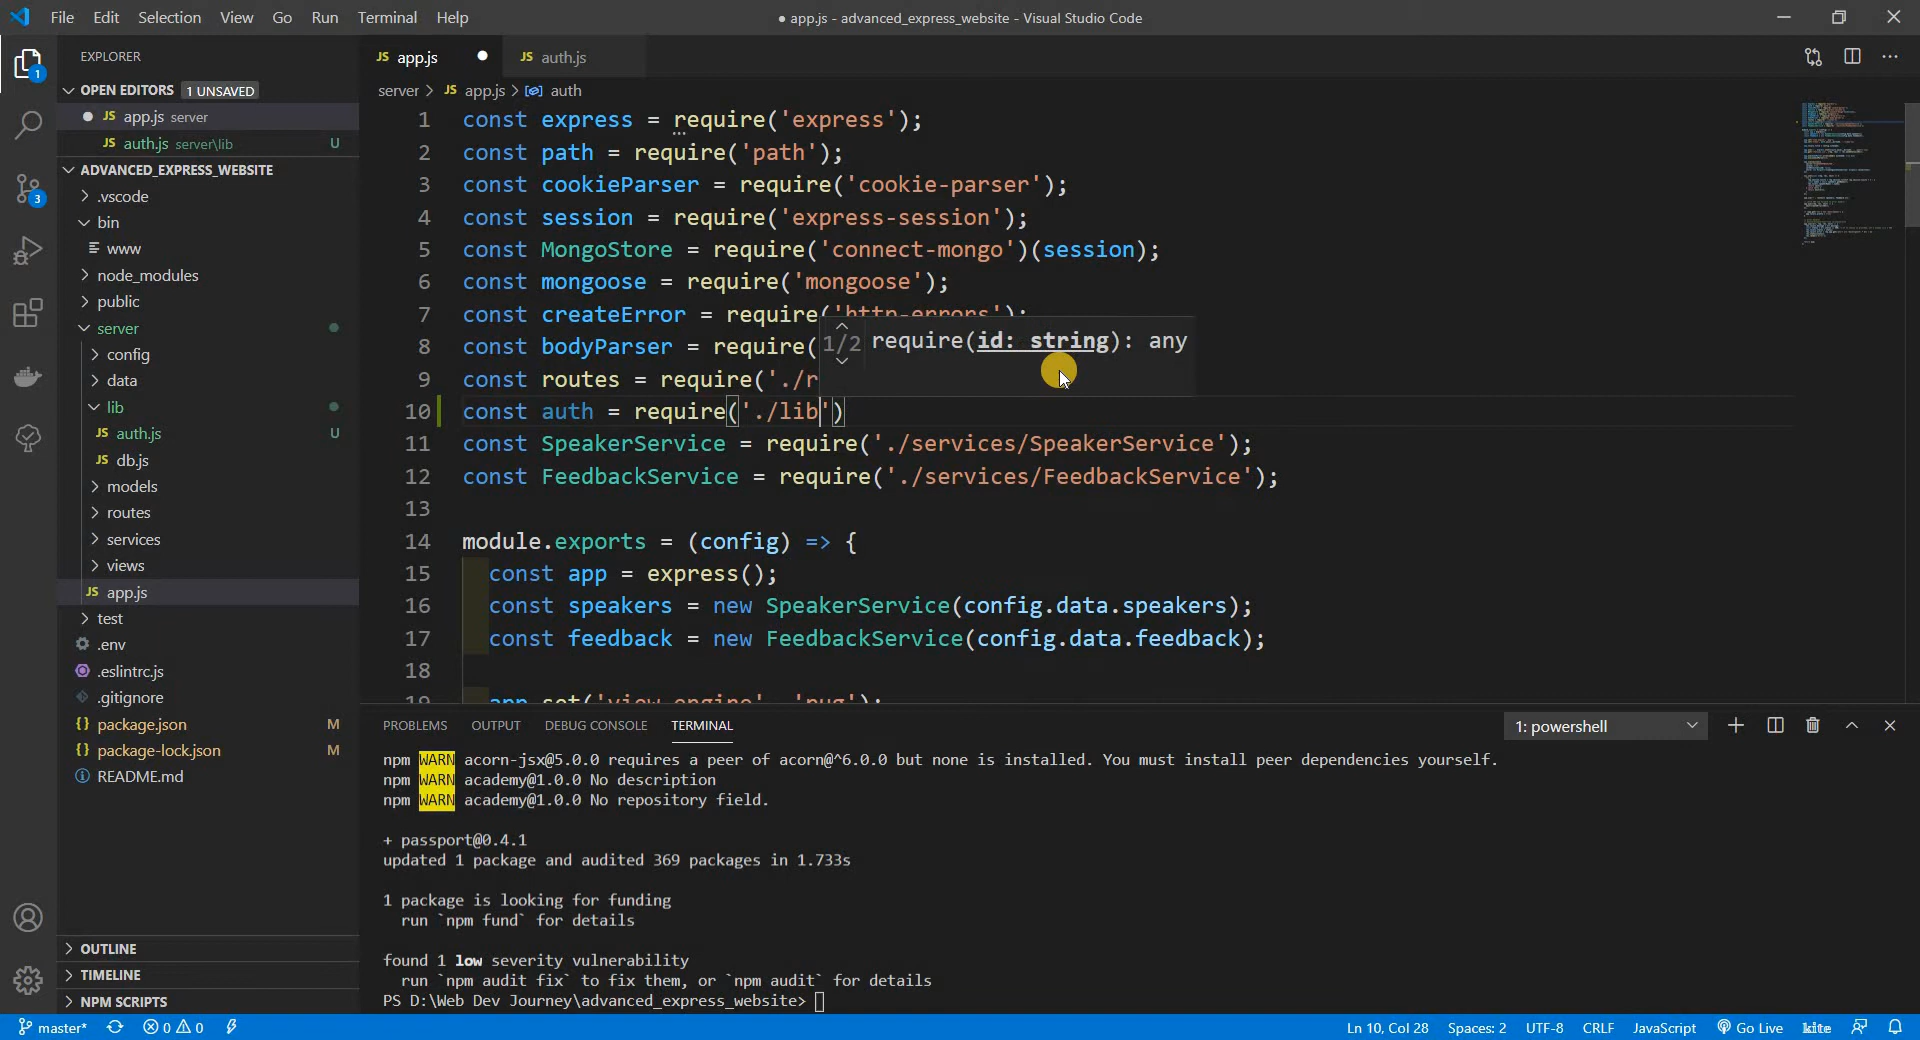 File Edit Selection View Go Run Terminal Help
● app.js - advanced_express_website - Visual Studio Code
EXPLORER
OPEN EDITORS 1 UNSAVED
JS app.js server
JS auth.js server\lib U
ADVANCED_EXPRESS_WEBSITE
.vscode
bin
www
node_modules
public
server
config
data
lib
JS auth.js U
JS db.js
models
routes
services
views
JS app.js
test
.env
.eslintrc.js
.gitignore
{} package.json M
{} package-lock.json M
README.md
OUTLINE
TIMELINE
NPM SCRIPTS
1
3
JS app.js ●
JS auth.js
server > JS app.js > auth
1 const express = require('express');
2 const path = require('path');
3 const cookieParser = require('cookie-parser');
4 const session = require('express-session');
5 const MongoStore = require('connect-mongo')(session);
6 const mongoose = require('mongoose');
7 const createError = require('http-errors');
8 const bodyParser = require(
9 const routes = require('./r
10 const auth = require('./lib')
11 const SpeakerService = require('./services/SpeakerService');
12 const FeedbackService = require('./services/FeedbackService');
13
14 module.exports = (config) => {
15 const app = express();
16 const speakers = new SpeakerService(config.data.speakers);
17 const feedback = new FeedbackService(config.data.feedback);
18
19 app.set('view engine', 'pug');
1/2 require(id: string): any
PROBLEMS OUTPUT DEBUG CONSOLE TERMINAL
1: powershell
npm WARN acorn-jsx@5.0.0 requires a peer of acorn@^6.0.0 but none is installed. You must install peer dependencies yourself.
npm WARN academy@1.0.0 No description
npm WARN academy@1.0.0 No repository field.
+ passport@0.4.1
updated 1 package and audited 369 packages in 1.733s
1 package is looking for funding
run `npm fund` for details
found 1 low severity vulnerability
run `npm audit fix` to fix them, or `npm audit` for details
PS D:\Web Dev Journey\advanced_express_website>
master* 0 0
Ln 10, Col 28 Spaces: 2 UTF-8 CRLF JavaScript Go Live kite